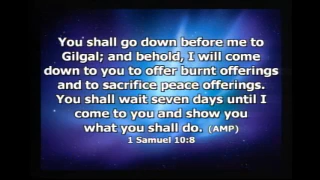 You shall go down before me to
Gilgal; and behold, I will come
down to you to offer burnt offerings
and to sacrifice peace offerings.
You shall wait seven days until I
come to you and show you
what you shall do. (AMP)
1 Samuel 10:8